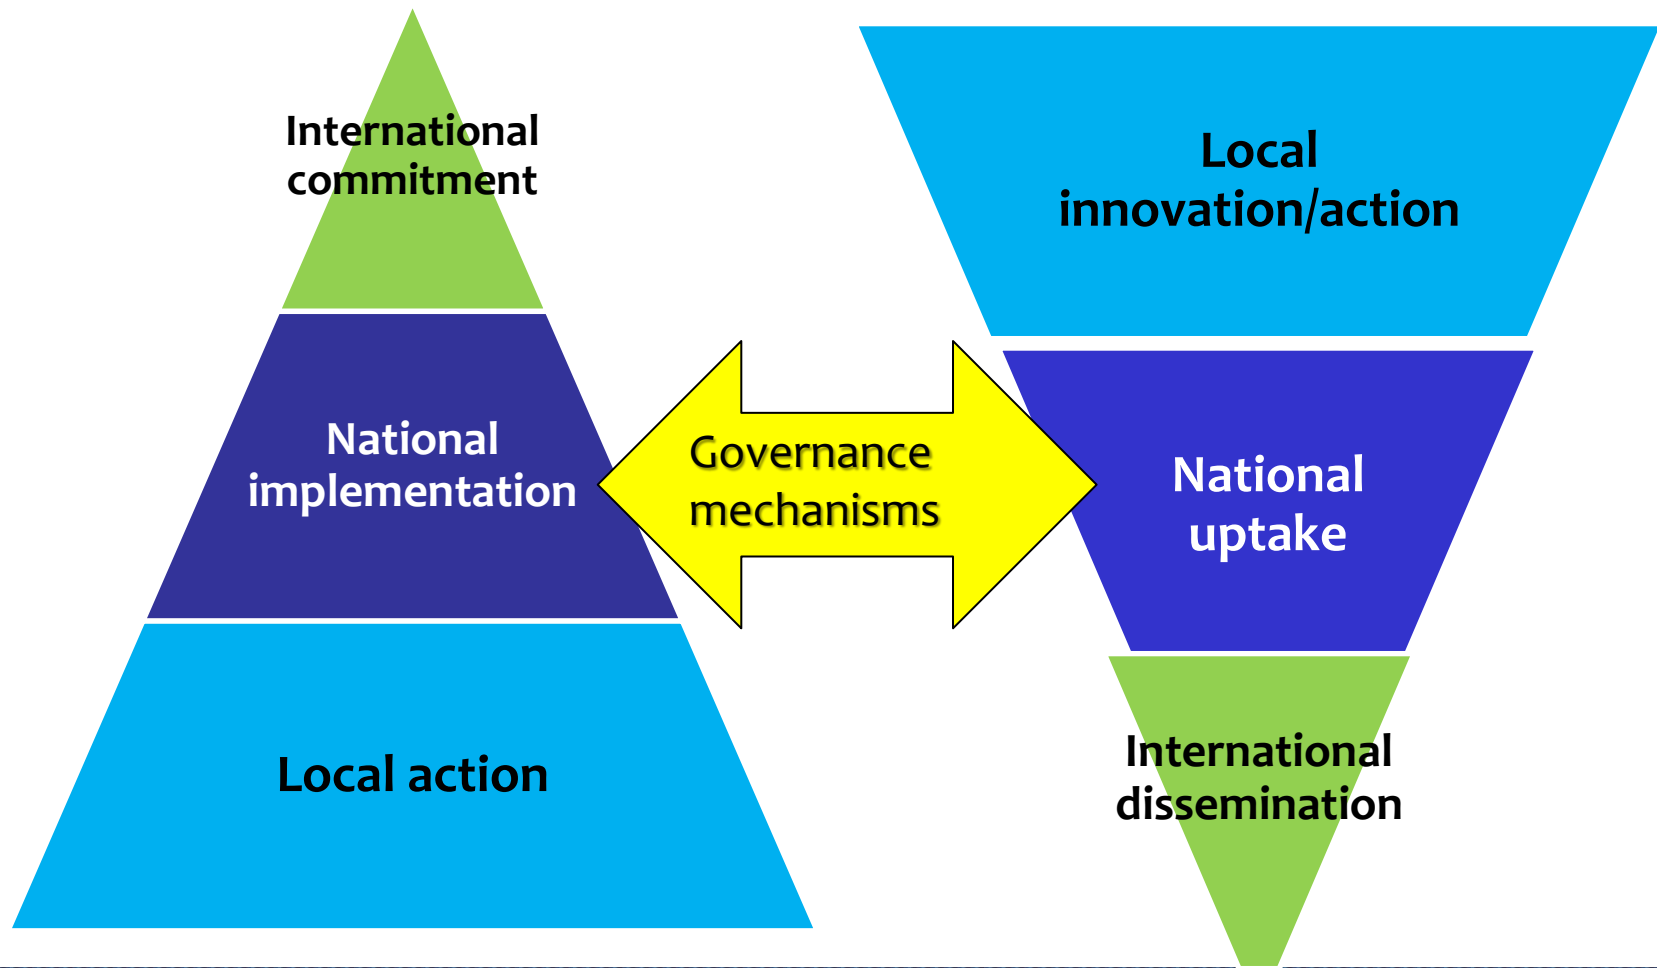 International
commitment
National
implementation
Local action
Governance
mechanisms
Local
innovation/action
National
uptake
International
dissemination